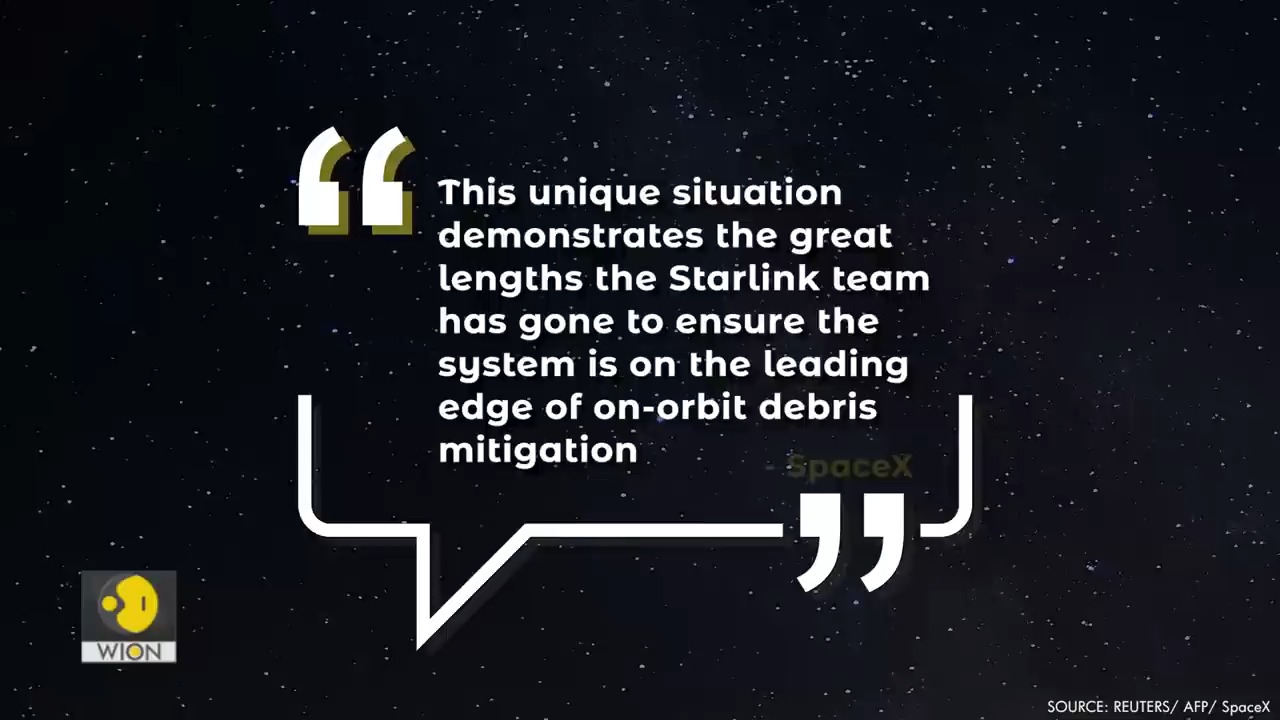 This unique situation
demonstrates the great
lengths the Starlink team
has gone to ensure the
system is on the leading
edge of on-orbit debris
mitigation
- SpaceX
WION
SOURCE: REUTERS/ AFP/ SpaceX